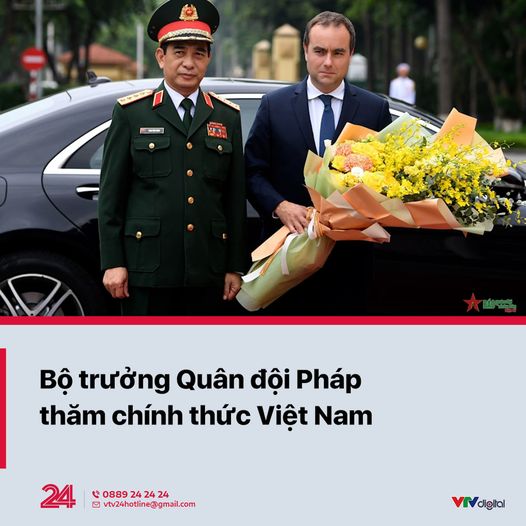 Bộ trưởng Quân đội Pháp
thăm chính thức Việt Nam
24
0889 24 24 24
vtv24hotline@gmail.com
VTVdigital